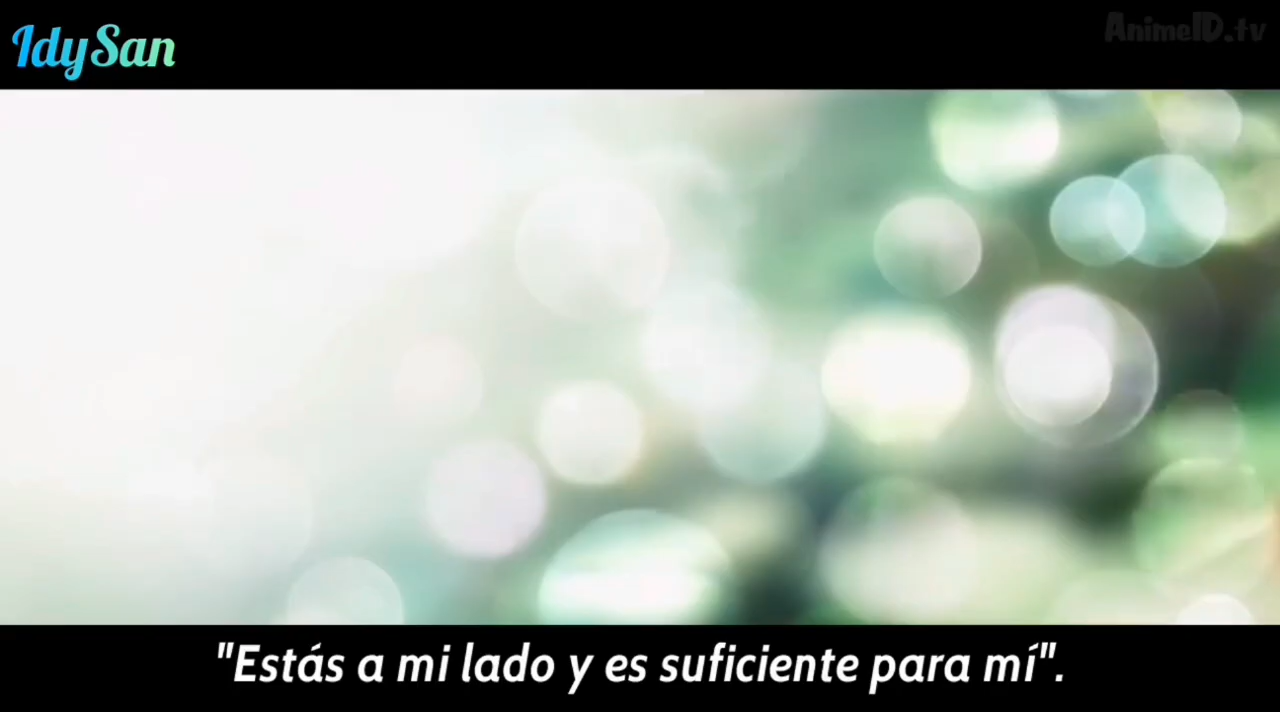 IdySan
AnimeID.tv
"Estás a mi lado y es suficiente para mí".